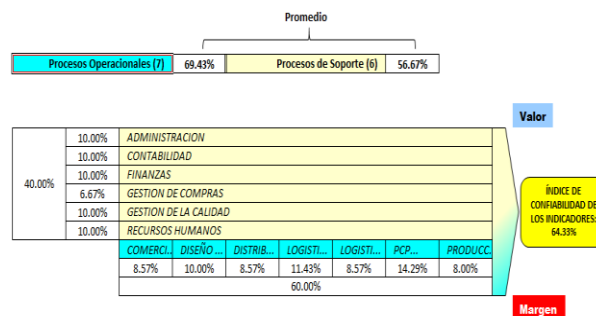 Promedio
Procesos Operacionales (7) 69.43% Procesos de Soporte (6) 56.67%
Valor
40.00%
10.00% ADMINISTRACION
10.00% CONTABILIDAD
10.00% FINANZAS
6.67% GESTION DE COMPRAS
10.00% GESTION DE LA CALIDAD
10.00% RECURSOS HUMANOS
ÍNDICE DE
CONFIABILIDAD DE
LOS INDICADORES:
64.33%
COMERCI... DISEÑO ... DISTRIB... LOGISTI... LOGISTI... PCP... PRODUCC.
8.57% 10.00% 8.57% 11.43% 8.57% 14.29% 8.00%
60.00%
Margen